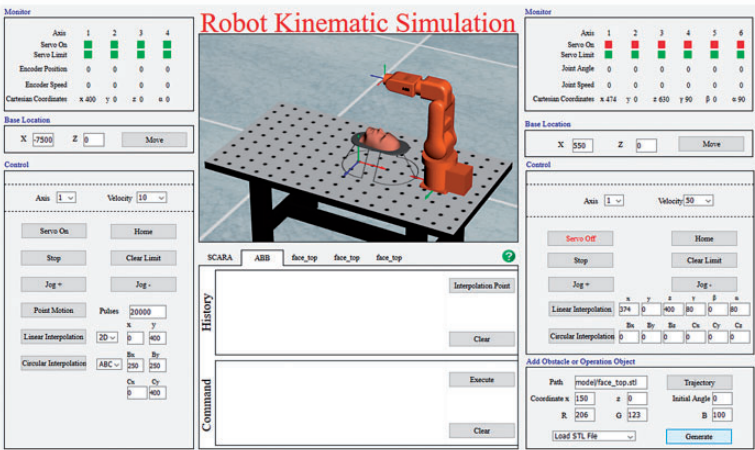 Robot Kinematic Simulation
Monitor
Axis 1 2 3 4
Servo On
Servo Limit
Encoder Position 0 0 0 0
Encoder Speed 0 0 0 0
Cartesian Coordinates x 400 y 0 z 0 α 0
Base Location
X -7500 Z 0 Move
Control
Axis 1 Velocity 10
Servo On Home
Stop Clear Limit
Jog + Jog -
Point Motion Pulses 20000
x y
Linear Interpolation 2D 0 400
Bx By
Circular Interpolation ABC 250 250
Cx Cy
0 400
SCARA ABB face_top face_top face_top ?
History
Interpolation Point
Clear
Command
Execute
Clear
Monitor
Axis 1 2 3 4 5 6
Servo On
Servo Limit
Joint Angle 0 0 0 0 0 0
Joint Speed 0 0 0 0 0 0
Cartesian Coordinates x 474 y 0 z 630 γ 90 β 0 α 90
Base Location
X 550 Z 0 Move
Control
Axis 1 Velocity 50
Servo Off Home
Stop Clear Limit
Jog + Jog -
x y z γ β α
Linear Interpolation 374 0 400 80 0 80
Bx By Bz Cx Cy Cz
Circular Interpolation 0 0 0 0 0 0
Add Obstacle or Operation Object
Path model/face_top.stl Trajectory
Coordinate x 150 z 0 Initial Angle 0
R 206 G 123 B 100
Load STL File Generate